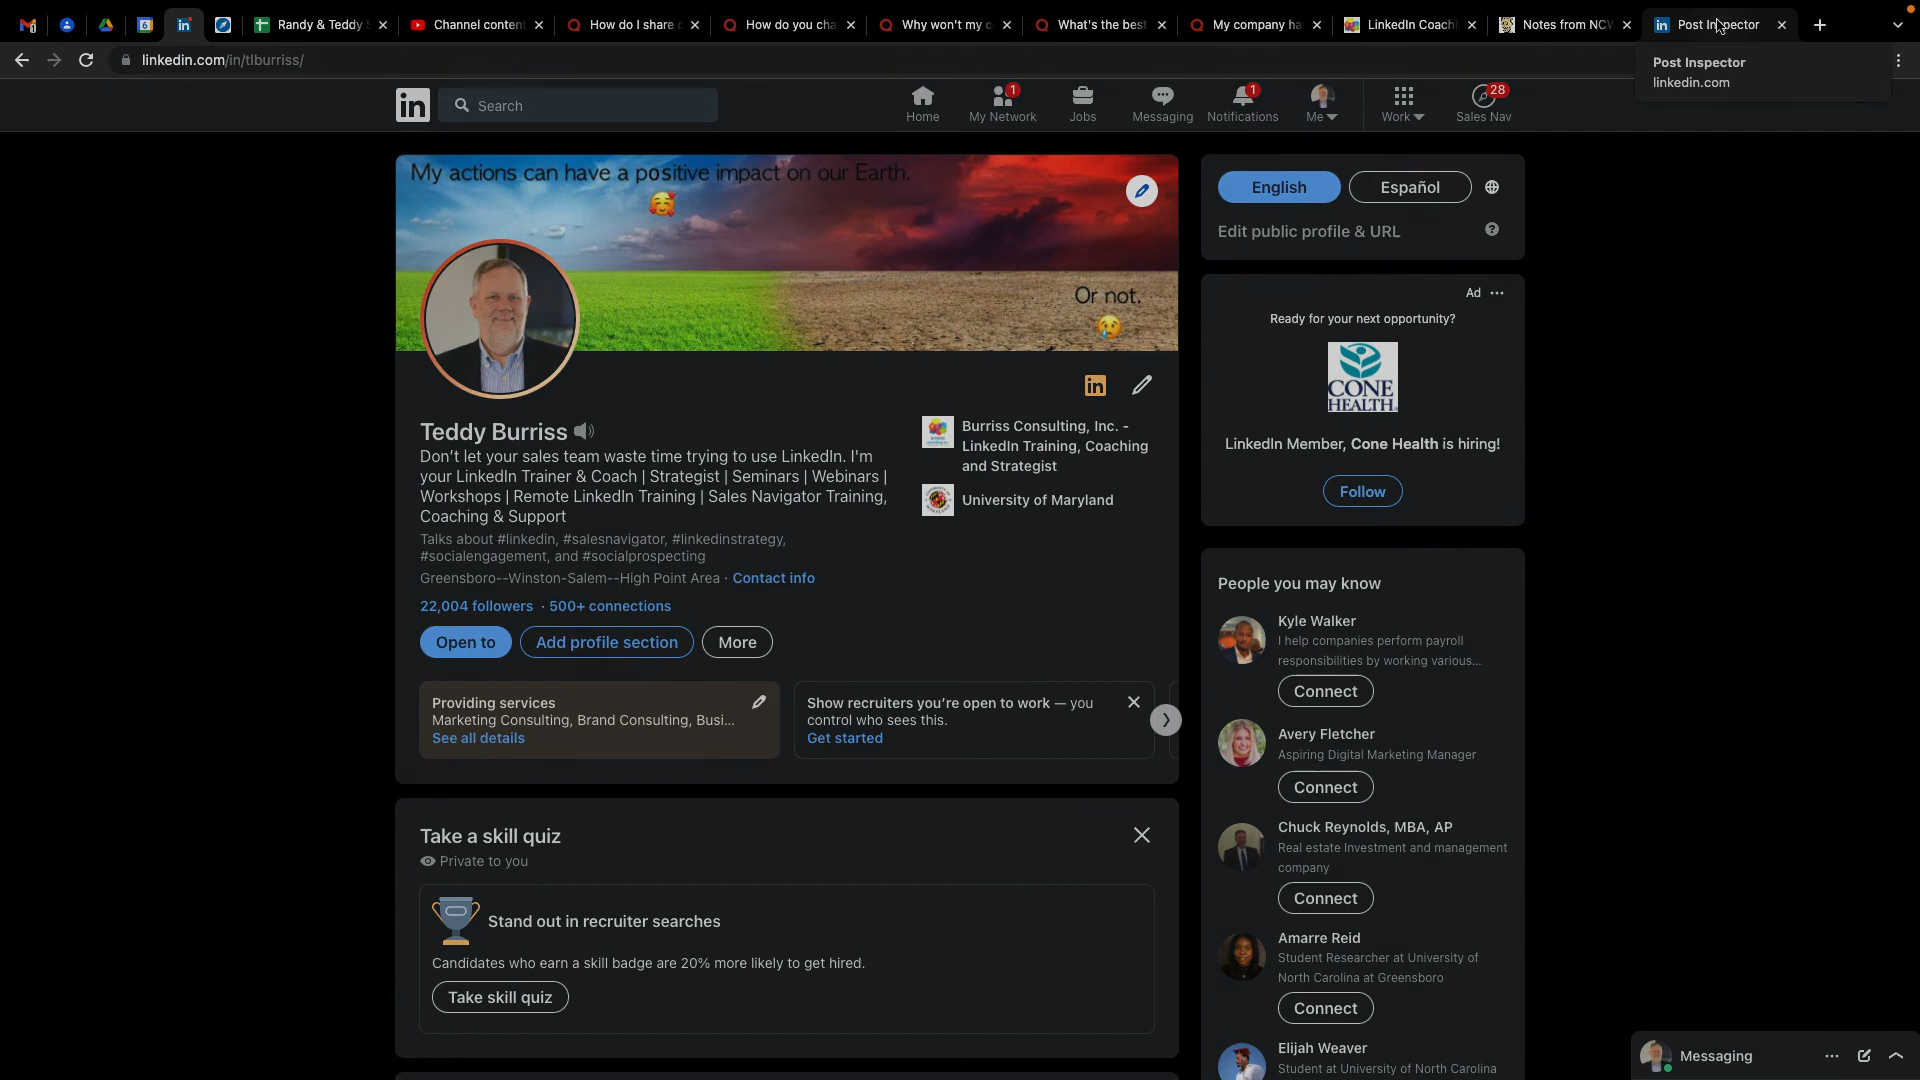 Randy & Teddy S
Channel content
How do I share c
How do you cha
Why won't my c
What's the best
My company ha
LinkedIn Coachi
Notes from NCW
Post Inspector
linkedin.com/in/tlburriss/
Post Inspector
linkedin.com
in
Search
Home
My Network
1
Jobs
Messaging
Notifications
1
Me
Work
Sales Nav
28
My actions can have a positive impact on our Earth.
Or not.
Teddy Burriss
Don't let your sales team waste time trying to use LinkedIn. I'm
your LinkedIn Trainer & Coach | Strategist | Seminars | Webinars |
Workshops | Remote LinkedIn Training | Sales Navigator Training,
Coaching & Support
Talks about #linkedin, #salesnavigator, #linkedinstrategy,
#socialengagement, and #socialprospecting
Greensboro--Winston-Salem--High Point Area · Contact info
22,004 followers · 500+ connections
Open to
Add profile section
More
Burriss Consulting, Inc. -
LinkedIn Training, Coaching
and Strategist
University of Maryland
Providing services
Marketing Consulting, Brand Consulting, Busi...
See all details
Show recruiters you're open to work — you
control who sees this.
Get started
Take a skill quiz
Private to you
Stand out in recruiter searches
Candidates who earn a skill badge are 20% more likely to get hired.
Take skill quiz
English
Español
Edit public profile & URL
Ad
Ready for your next opportunity?
CONE
HEALTH
LinkedIn Member, Cone Health is hiring!
Follow
People you may know
Kyle Walker
I help companies perform payroll
responsibilities by working various...
Connect
Avery Fletcher
Aspiring Digital Marketing Manager
Connect
Chuck Reynolds, MBA, AP
Real estate Investment and management
company
Connect
Amarre Reid
Student Researcher at University of
North Carolina at Greensboro
Connect
Elijah Weaver
Student at University of North Carolina
Messaging